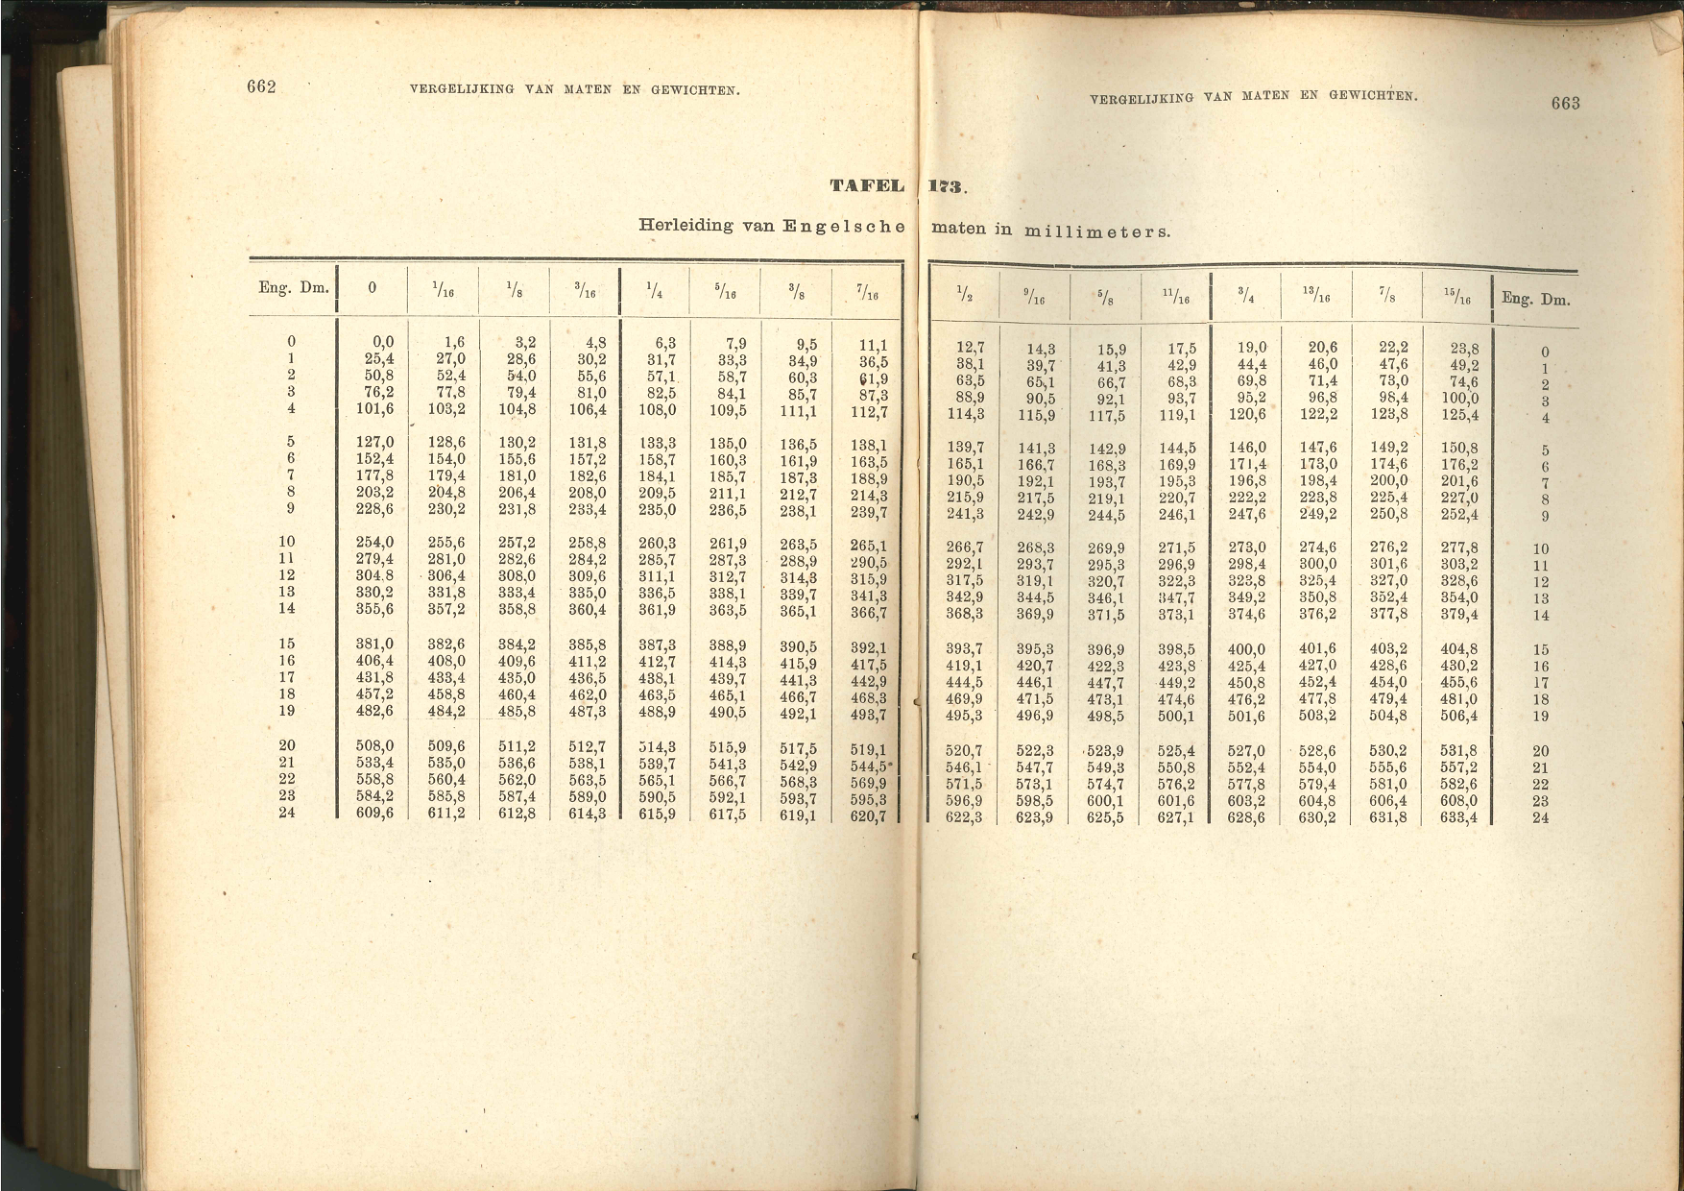 662
VERGELIJKING VAN MATEN EN GEWICHTEN.
VERGELIJKING VAN MATEN EN GEWICHTEN.
663
TAFEL 173.
Herleiding van Engelsche maten in millimeters.
Eng. Dm. 0 1/16 1/8 3/16 1/4 5/16 3/8 7/16 1/2 9/16 5/8 11/16 3/4 13/16 7/8 15/16 Eng. Dm.
0 0,0 1,6 3,2 4,8 6,3 7,9 9,5 11,1 12,7 14,3 15,9 17,5 19,0 20,6 22,2 23,8 0
1 25,4 27,0 28,6 30,2 31,7 33,3 34,9 36,5 38,1 39,7 41,3 42,9 44,4 46,0 47,6 49,2 1
2 50,8 52,4 54,0 55,6 57,1 58,7 60,3 61,9 63,5 65,1 66,7 68,3 69,8 71,4 73,0 74,6 2
3 76,2 77,8 79,4 81,0 82,5 84,1 85,7 87,3 88,9 90,5 92,1 93,7 95,2 96,8 98,4 100,0 3
4 101,6 103,2 104,8 106,4 108,0 109,5 111,1 112,7 114,3 115,9 117,5 119,1 120,6 122,2 123,8 125,4 4
5 127,0 128,6 130,2 131,8 133,3 135,0 136,5 138,1 139,7 141,3 142,9 144,5 146,0 147,6 149,2 150,8 5
6 152,4 154,0 155,6 157,2 158,7 160,3 161,9 163,5 165,1 166,7 168,3 169,9 171,4 173,0 174,6 176,2 6
7 177,8 179,4 181,0 182,6 184,1 185,7 187,3 188,9 190,5 192,1 193,7 195,3 196,8 198,4 200,0 201,6 7
8 203,2 204,8 206,4 208,0 209,5 211,1 212,7 214,3 215,9 217,5 219,1 220,7 222,2 223,8 225,4 227,0 8
9 228,6 230,2 231,8 233,4 235,0 236,5 238,1 239,7 241,3 242,9 244,5 246,1 247,6 249,2 250,8 252,4 9
10 254,0 255,6 257,2 258,8 260,3 261,9 263,5 265,1 266,7 268,3 269,9 271,5 273,0 274,6 276,2 277,8 10
11 279,4 281,0 282,6 284,2 285,7 287,3 288,9 290,5 292,1 293,7 295,3 296,9 298,4 300,0 301,6 303,2 11
12 304,8 306,4 308,0 309,6 311,1 312,7 314,3 315,9 317,5 319,1 320,7 322,3 323,8 325,4 327,0 328,6 12
13 330,2 331,8 333,4 335,0 336,5 338,1 339,7 341,3 342,9 344,5 346,1 347,7 349,2 350,8 352,4 354,0 13
14 355,6 357,2 358,8 360,4 361,9 363,5 365,1 366,7 368,3 369,9 371,5 373,1 374,6 376,2 377,8 379,4 14
15 381,0 382,6 384,2 385,8 387,3 388,9 390,5 392,1 393,7 395,3 396,9 398,5 400,0 401,6 403,2 404,8 15
16 406,4 408,0 409,6 411,2 412,7 414,3 415,9 417,5 419,1 420,7 422,3 423,8 425,4 427,0 428,6 430,2 16
17 431,8 433,4 435,0 436,5 438,1 439,7 441,3 442,9 444,5 446,1 447,7 449,2 450,8 452,4 454,0 455,6 17
18 457,2 458,8 460,4 462,0 463,5 465,1 466,7 468,3 469,9 471,5 473,1 474,6 476,2 477,8 479,4 481,0 18
19 482,6 484,2 485,8 487,3 488,9 490,5 492,1 493,7 495,3 496,9 498,5 500,1 501,6 503,2 504,8 506,4 19
20 508,0 509,6 511,2 512,7 514,3 515,9 517,5 519,1 520,7 522,3 523,9 525,4 527,0 528,6 530,2 531,8 20
21 533,4 535,0 536,6 538,1 539,7 541,3 542,9 544,5 546,1 547,7 549,3 550,8 552,4 554,0 555,6 557,2 21
22 558,8 560,4 562,0 563,5 565,1 566,7 568,3 569,9 571,5 573,1 574,7 576,2 577,8 579,4 581,0 582,6 22
23 584,2 585,8 587,4 589,0 590,5 592,1 593,7 595,3 596,9 598,5 600,1 601,6 603,2 604,8 606,4 608,0 23
24 609,6 611,2 612,8 614,3 615,9 617,5 619,1 620,7 622,3 623,9 625,5 627,1 628,6 630,2 631,8 633,4 24